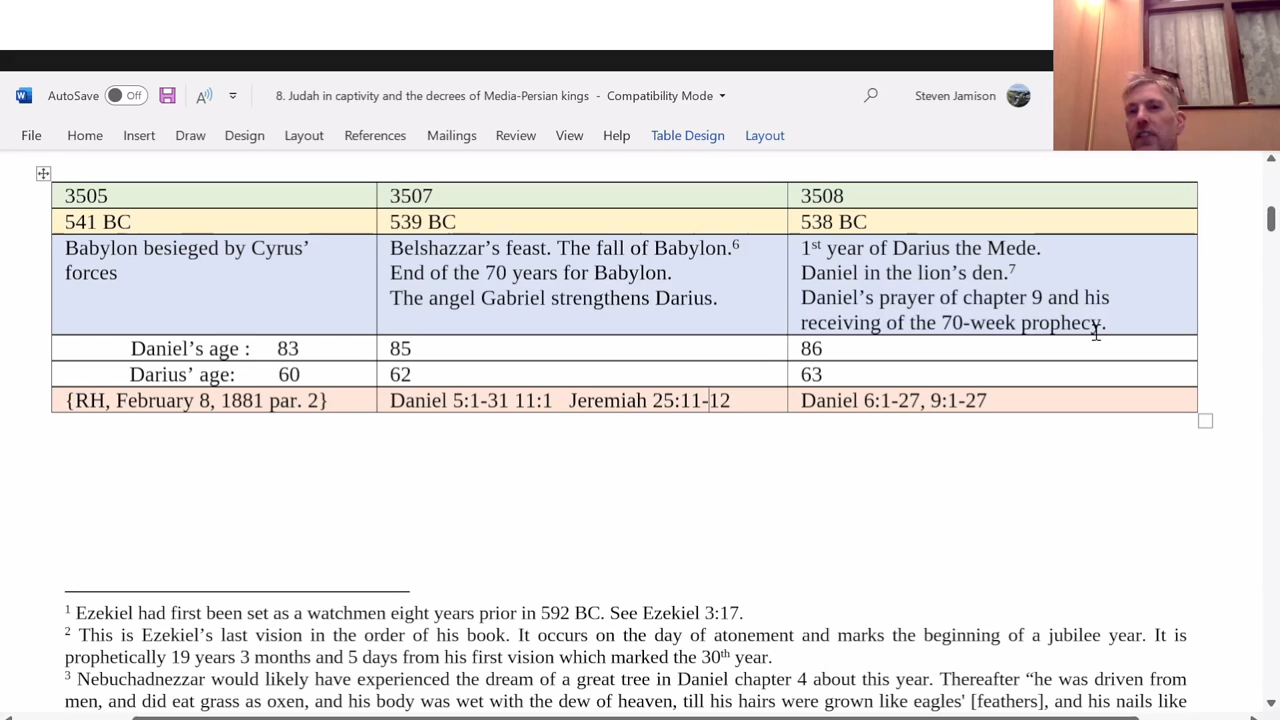 AutoSave Off 8. Judah in captivity and the decrees of Media-Persian kings - Compatibility Mode Steven Jamison
File Home Insert Draw Design Layout References Mailings Review View Help Table Design Layout
3505 3507 3508
541 BC 539 BC 538 BC
Babylon besieged by Cyrus’ Belshazzar’s feast. The fall of Babylon.⁶ 1st year of Darius the Mede.
forces End of the 70 years for Babylon. Daniel in the lion’s den.⁷
The angel Gabriel strengthens Darius. Daniel’s prayer of chapter 9 and his
receiving of the 70-week prophecy.
Daniel’s age : 83 85 86
Darius’ age: 60 62 63
{RH, February 8, 1881 par. 2} Daniel 5:1-31 11:1 Jeremiah 25:11-12 Daniel 6:1-27, 9:1-27
¹ Ezekiel had first been set as a watchmen eight years prior in 592 BC. See Ezekiel 3:17.
² This is Ezekiel’s last vision in the order of his book. It occurs on the day of atonement and marks the beginning of a jubilee year. It is
prophetically 19 years 3 months and 5 days from his first vision which marked the 30th year.
³ Nebuchadnezzar would likely have experienced the dream of a great tree in Daniel chapter 4 about this year. Thereafter “he was driven from
men, and did eat grass as oxen, and his body was wet with the dew of heaven, till his hairs were grown like eagles' [feathers], and his nails like